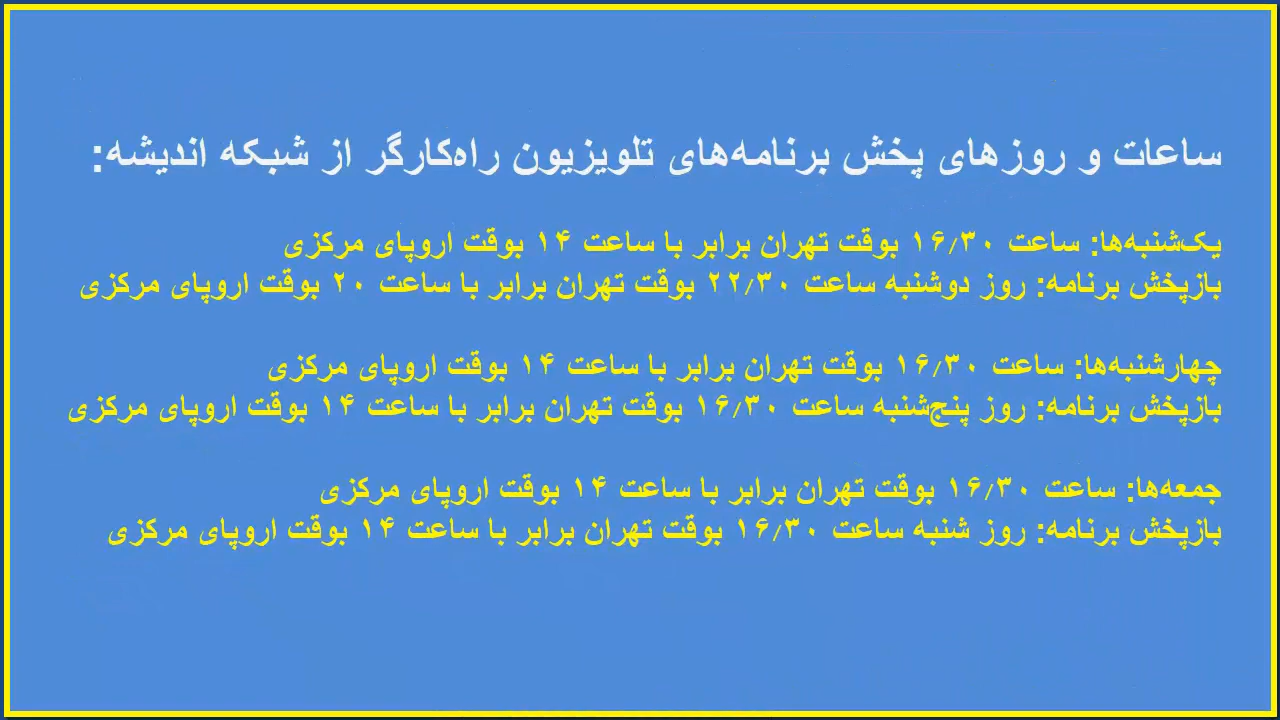 ساعات و روزهای پخش برنامه‌های تلویزیون راه‌کارگر از شبکه اندیشه:
یک‌شنبه‌ها: ساعت ۱۶٫۳۰ بوقت تهران برابر با ساعت ۱۴ بوقت اروپای مرکزی
بازپخش برنامه: روز دوشنبه ساعت ۲۲٫۳۰ بوقت تهران برابر با ساعت ۲۰ بوقت اروپای مرکزی
چهارشنبه‌ها: ساعت ۱۶٫۳۰ بوقت تهران برابر با ساعت ۱۴ بوقت اروپای مرکزی
بازپخش برنامه: روز پنج‌شنبه ساعت ۱۶٫۳۰ بوقت تهران برابر با ساعت ۱۴ بوقت اروپای مرکزی
جمعه‌ها: ساعت ۱۶٫۳۰ بوقت تهران برابر با ساعت ۱۴ بوقت اروپای مرکزی
بازپخش برنامه: روز شنبه ساعت ۱۶٫۳۰ بوقت تهران برابر با ساعت ۱۴ بوقت اروپای مرکزی